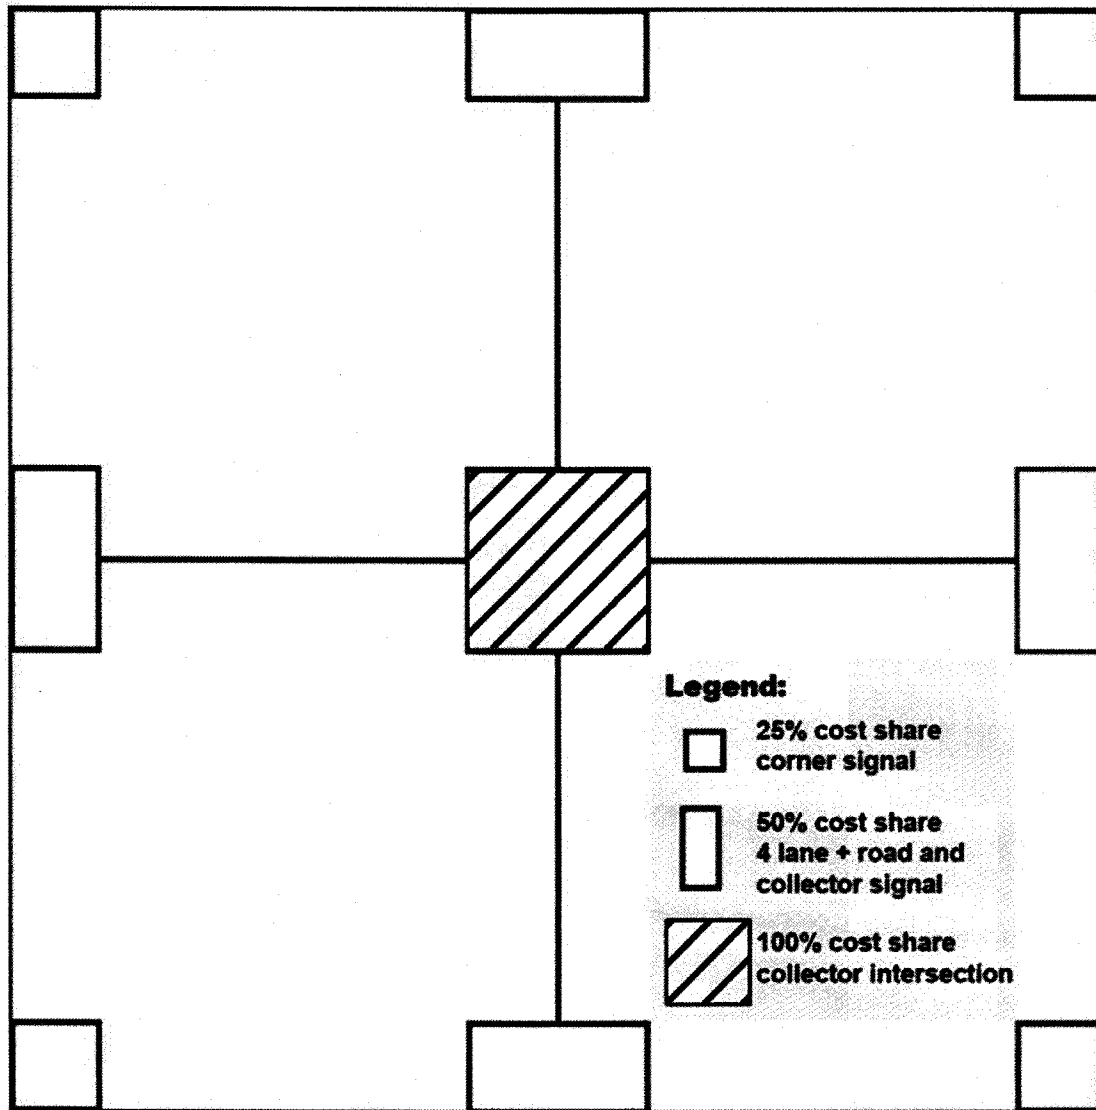 Legend:
25% cost share
corner signal
50% cost share
4 lane + road and
collector signal
100% cost share
collector intersection